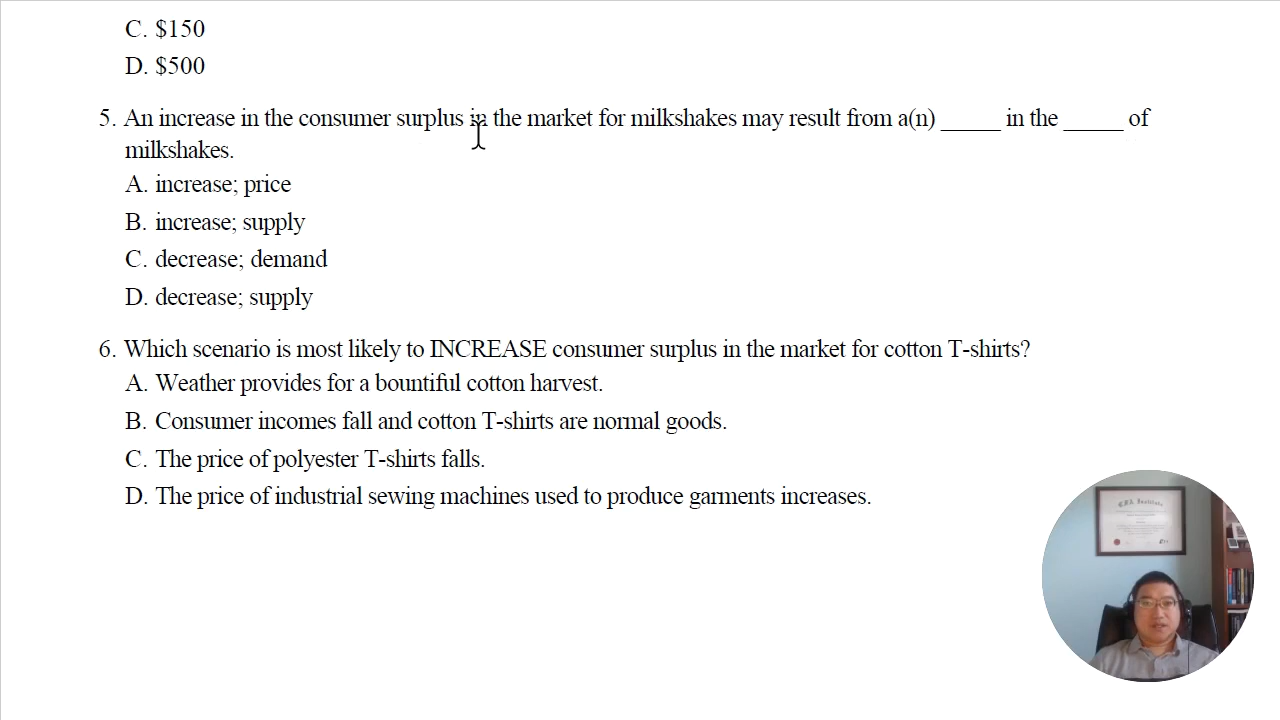 C. $150
D. $500
5. An increase in the consumer surplus in the market for milkshakes may result from a(n) _____ in the _____ of
milkshakes.
A. increase; price
B. increase; supply
C. decrease; demand
D. decrease; supply
6. Which scenario is most likely to INCREASE consumer surplus in the market for cotton T-shirts?
A. Weather provides for a bountiful cotton harvest.
B. Consumer incomes fall and cotton T-shirts are normal goods.
C. The price of polyester T-shirts falls.
D. The price of industrial sewing machines used to produce garments increases.
CFA Institute